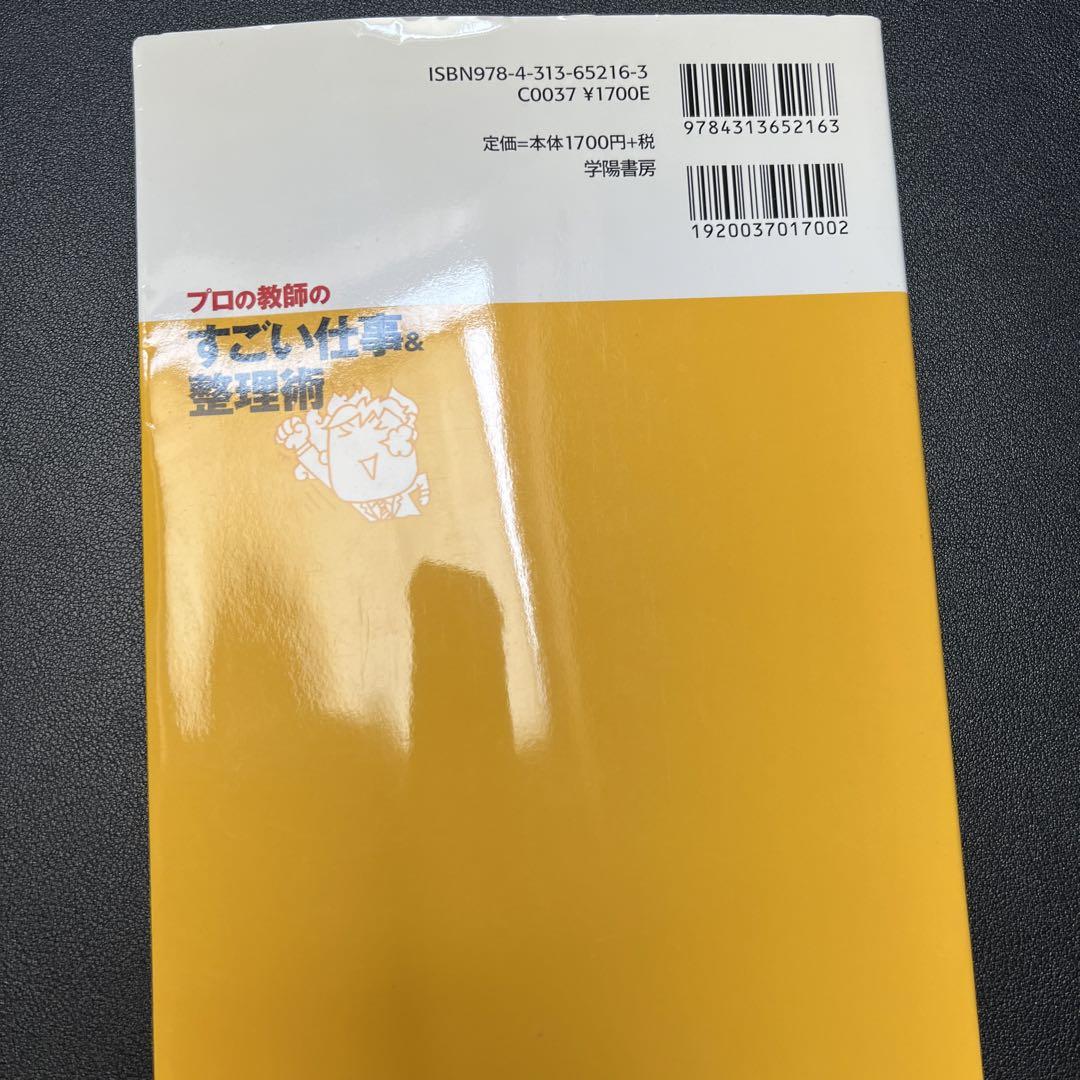 ISBN978-4-313-65216-3
C0037 ¥1700E
定価=本体1700円+税
学陽書房
9784313652163
1920037017002
プロの教師の
すごい仕事&
整理術